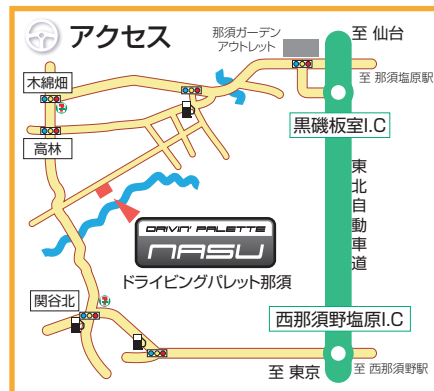 アクセス
那須ガーデン
アウトレット
至 仙台
至 那須塩原駅
木綿畑
黒磯板室I.C
高林
東北自動車道
DRIVIN' PALETTE
NASU
ドライビングパレット那須
関谷北
西那須野塩原I.C
至 東京
至 西那須野駅